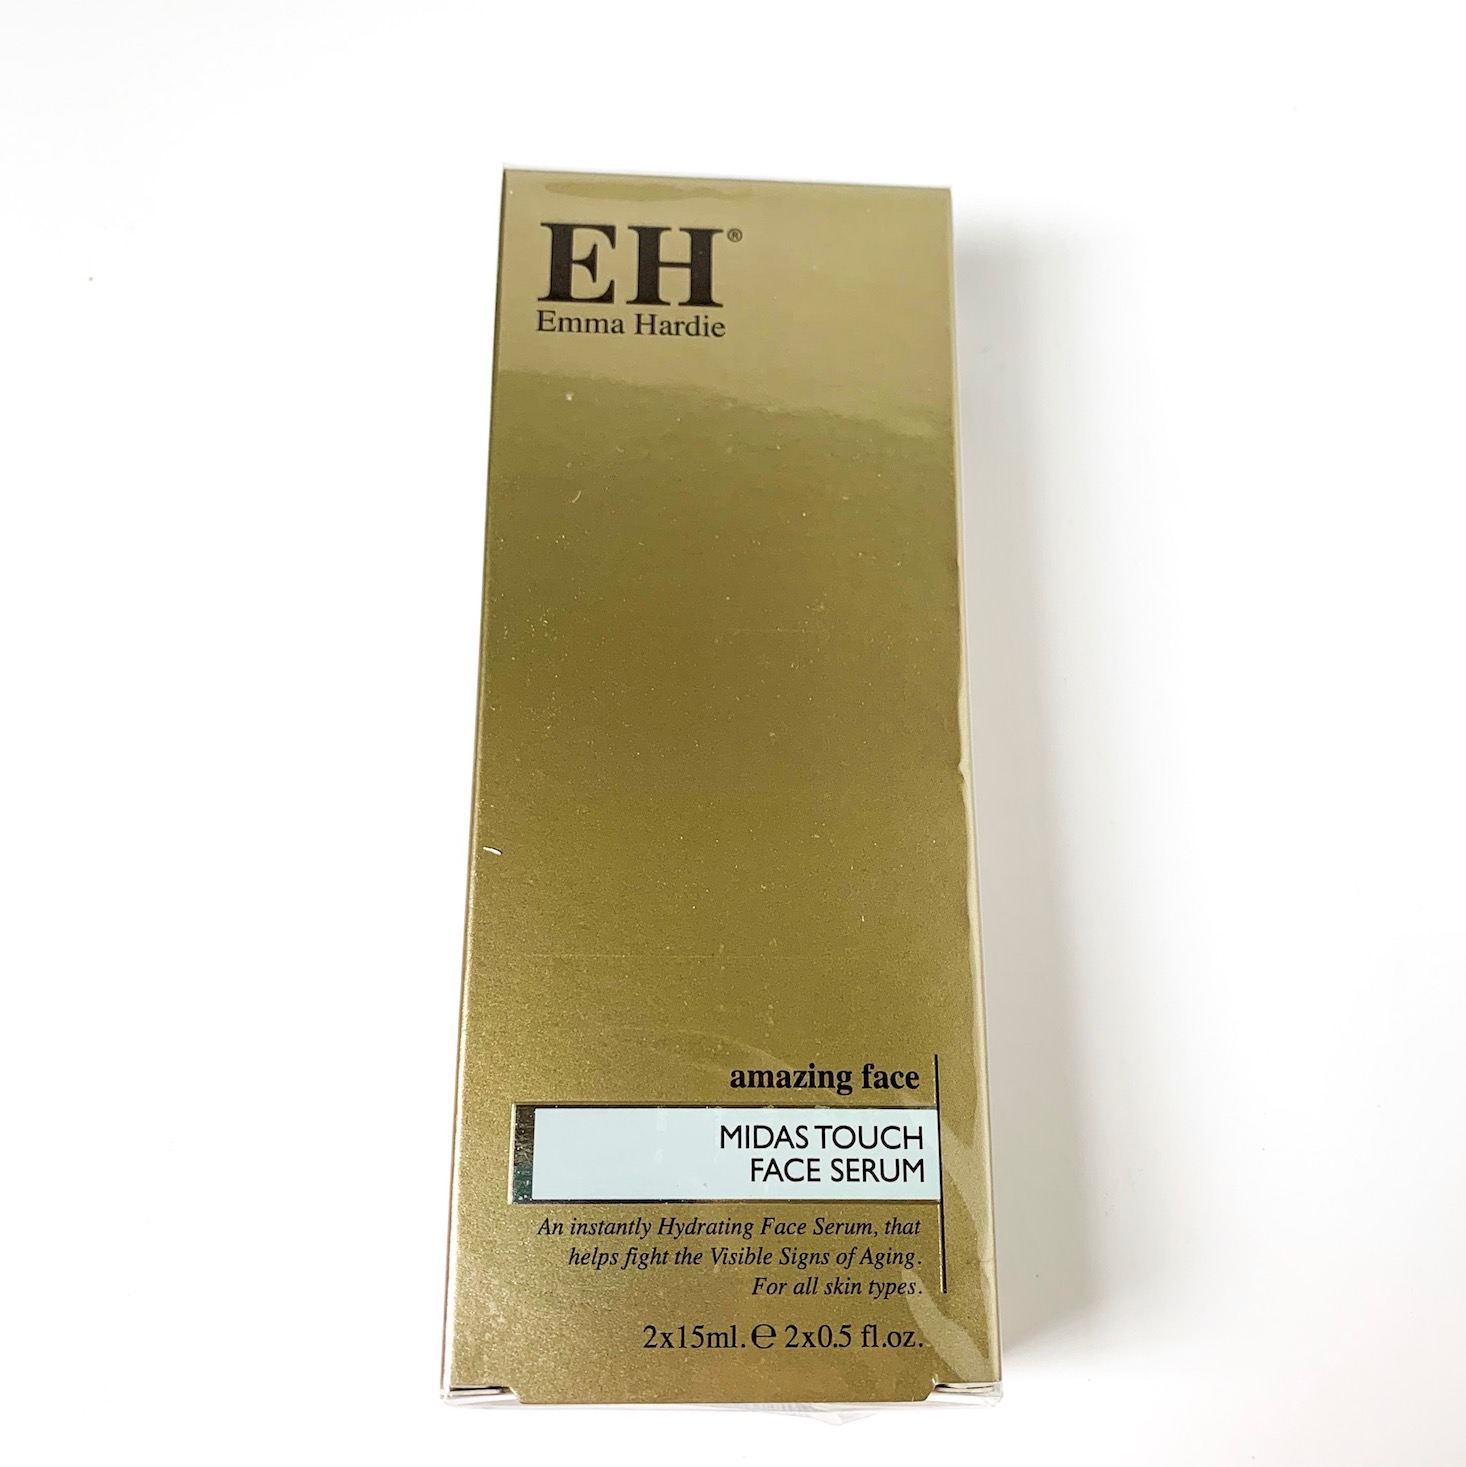 EH®
Emma Hardie
amazing face
MIDAS TOUCH
FACE SERUM
An instantly Hydrating Face Serum, that
helps fight the Visible Signs of Aging.
For all skin types.
2x15ml.℮ 2x0.5 fl.oz.